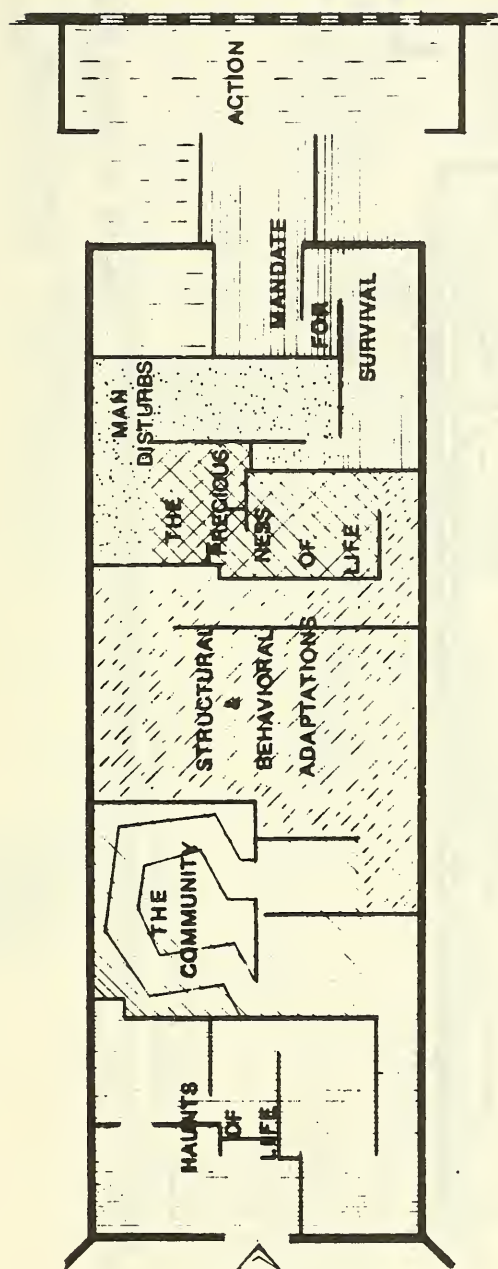 HAUNTS
OF
LIFE
THE
COMMUNITY
STRUCTURAL
&
BEHAVIORAL
ADAPTATIONS
THE
PRECIOUS
NESS
OF
LIFE
MAN
DISTURBS
MANDATE
FOR
SURVIVAL
ACTION